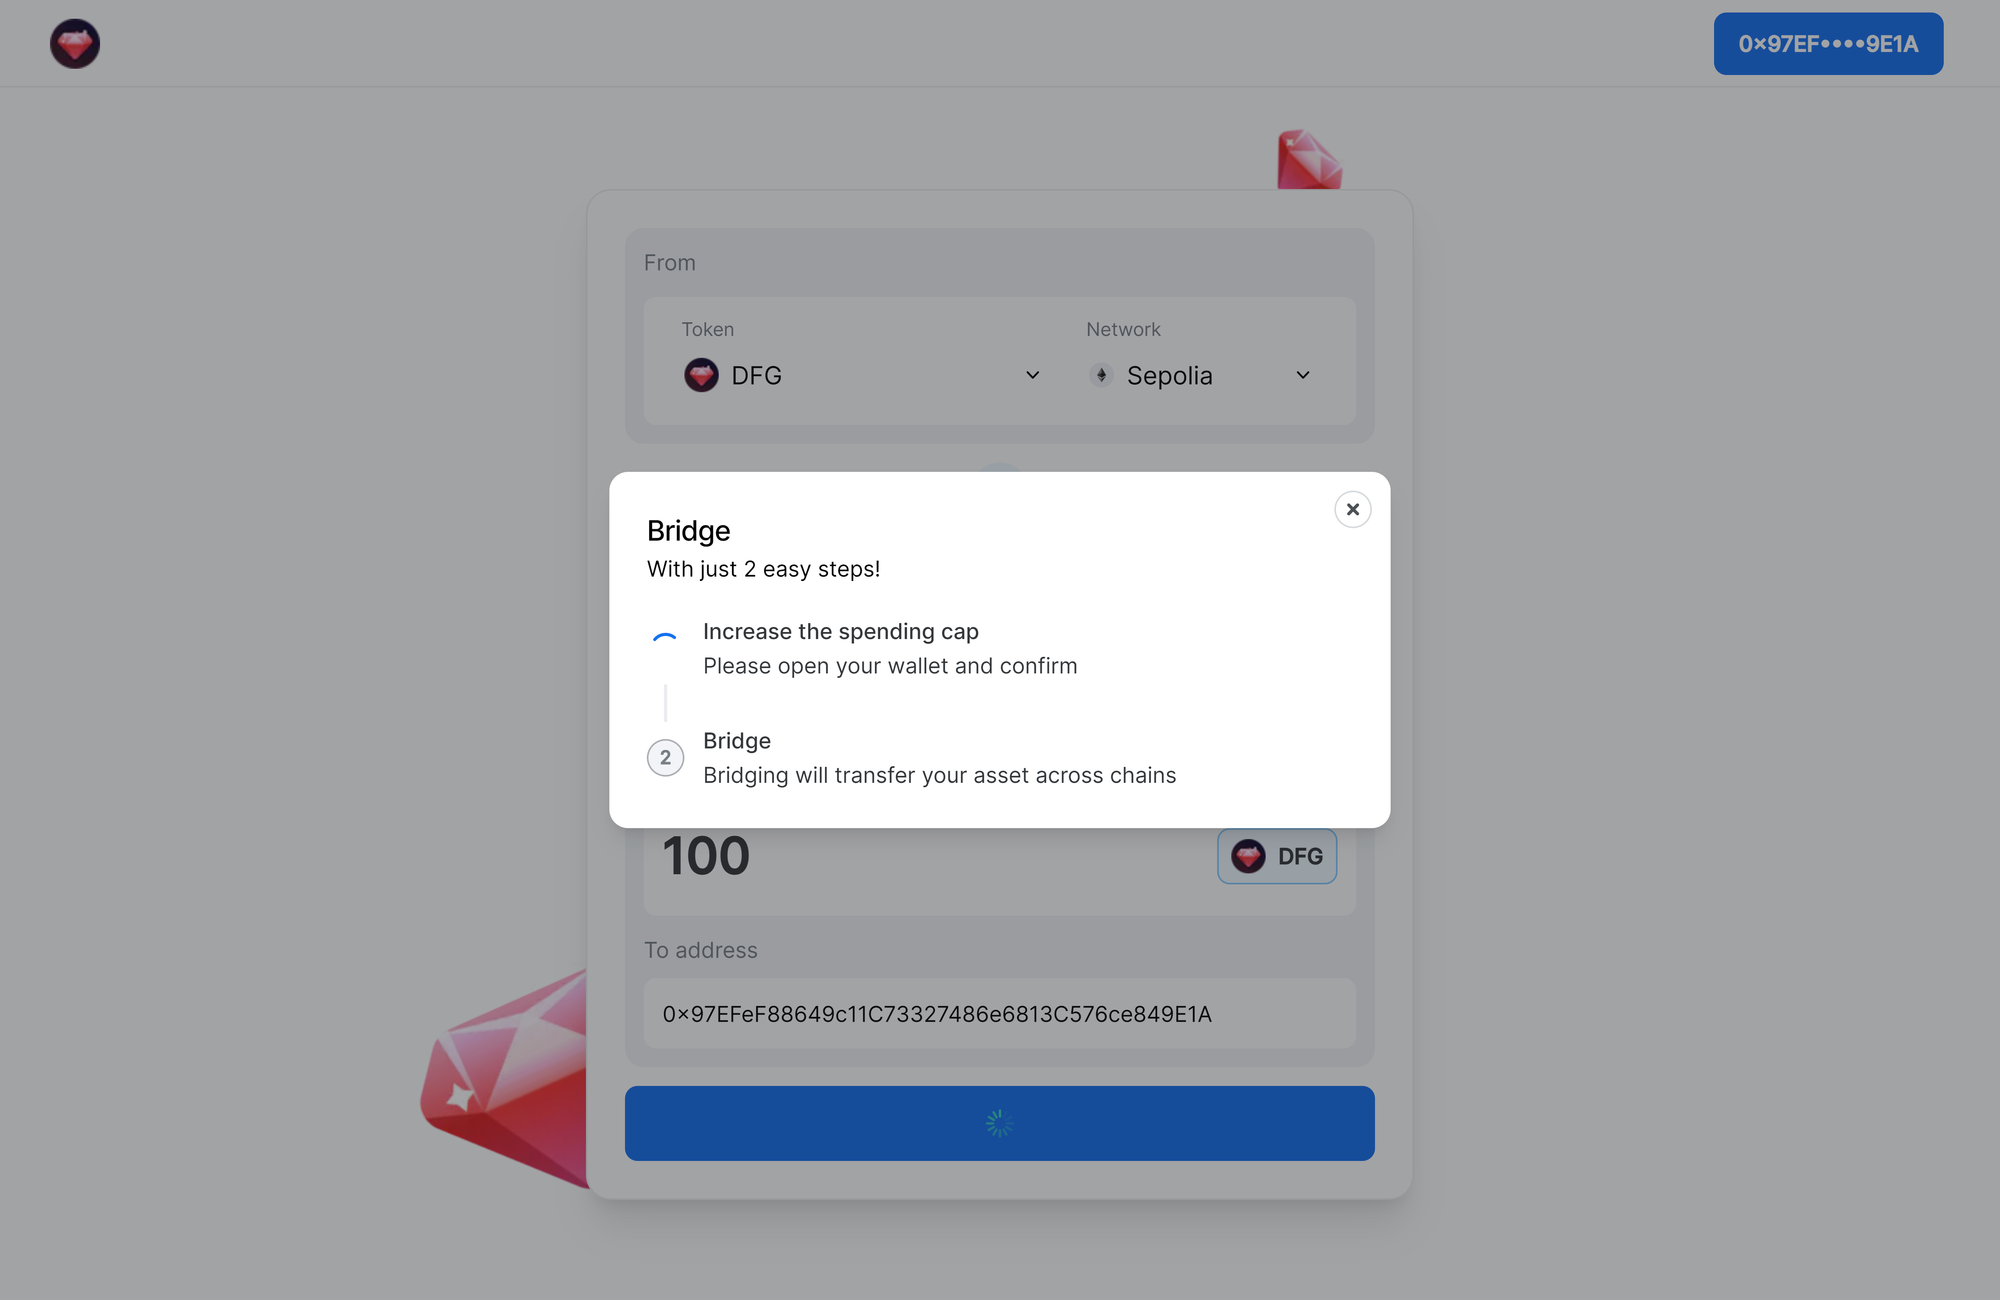 0×97EF••••9E1A
From
Token
Network
DFG
Sepolia
Bridge
With just 2 easy steps!
Increase the spending cap
Please open your wallet and confirm
2
Bridge
Bridging will transfer your asset across chains
100
DFG
To address
0×97EFeF88649c11C73327486e6813C576ce849E1A